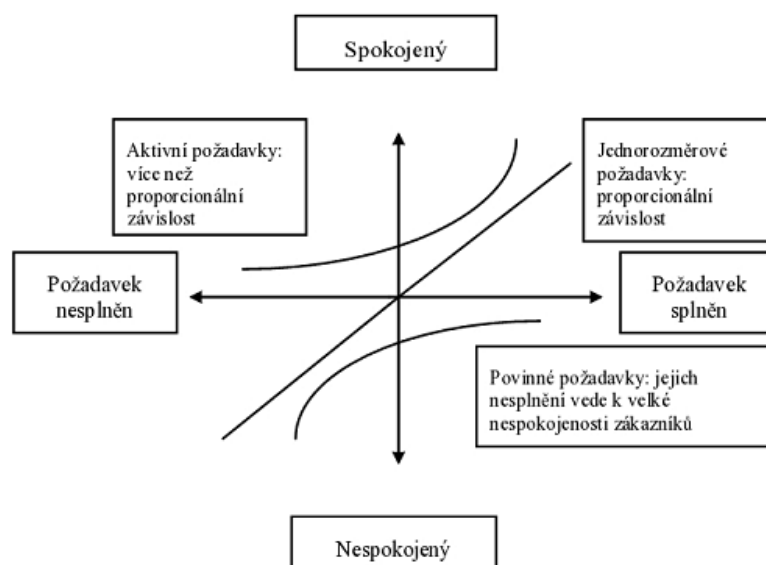 Spokojený
Aktivní požadavky:
více než
proporcionální
závislost
Jednorozměrové
požadavky:
proporcionální
závislost
Požadavek
nesplněn
Požadavek
splněn
Povinné požadavky: jejich
nesplnění vede k velké
nespokojenosti zákazníků
Nespokojený